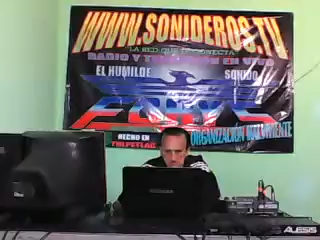 WWW.SONIDEROS.TV
LA RED QUE CONECTA
RADIO Y TELEVISION EN VIVO
EL HUMILDE SONIDO
HECHO EN
TULPETLAC
ORGANIZACION
ALESIS